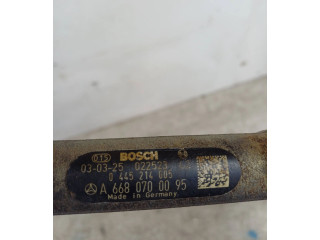 BOSCH
03-03-25 022523
0 445 214 085
A 668 070 00 95
Made in Germany